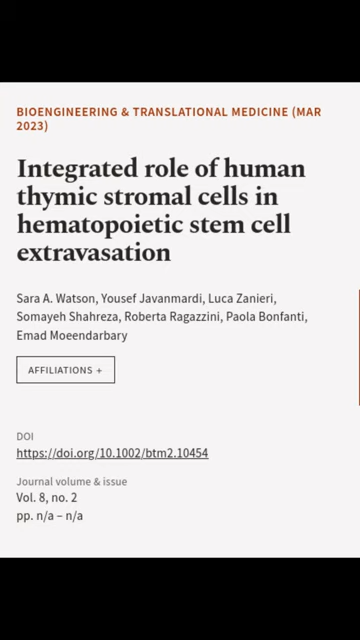 BIOENGINEERING & TRANSLATIONAL MEDICINE (MAR
2023)
Integrated role of human
thymic stromal cells in
hematopoietic stem cell
extravasation
Sara A. Watson, Yousef Javanmardi, Luca Zanieri,
Somayeh Shahreza, Roberta Ragazzini, Paola Bonfanti,
Emad Moeendarbary
AFFILIATIONS +
DOI
https://doi.org/10.1002/btm2.10454
Journal volume & issue
Vol. 8, no. 2
pp. n/a – n/a